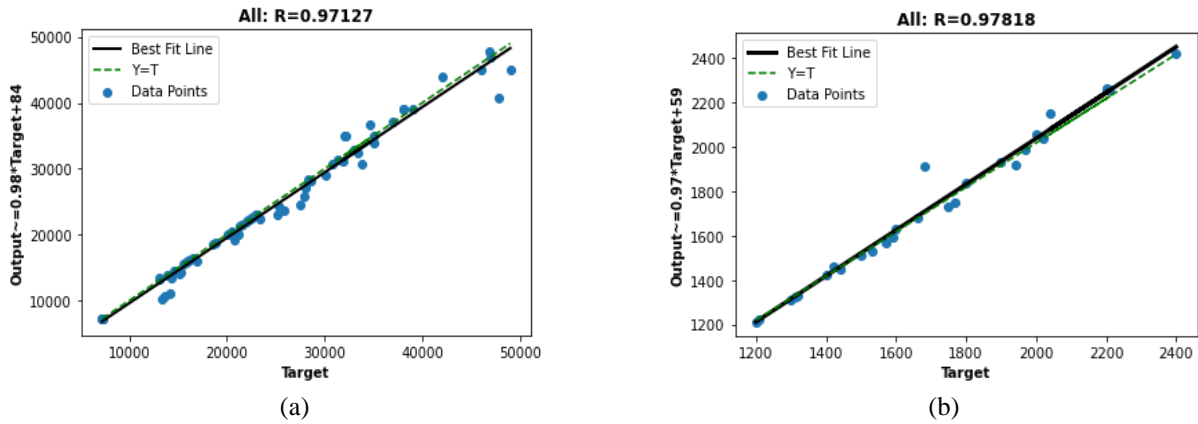 All: R=0.97127
Output~=0.98*Target+84
50000
40000
30000
20000
10000
Best Fit Line
Y=T
Data Points
10000 20000 30000 40000 50000
Target
(a)
All: R=0.97818
Output~=0.97*Target+59
2400
2200
2000
1800
1600
1400
1200
Best Fit Line
Y=T
Data Points
1200 1400 1600 1800 2000 2200 2400
Target
(b)